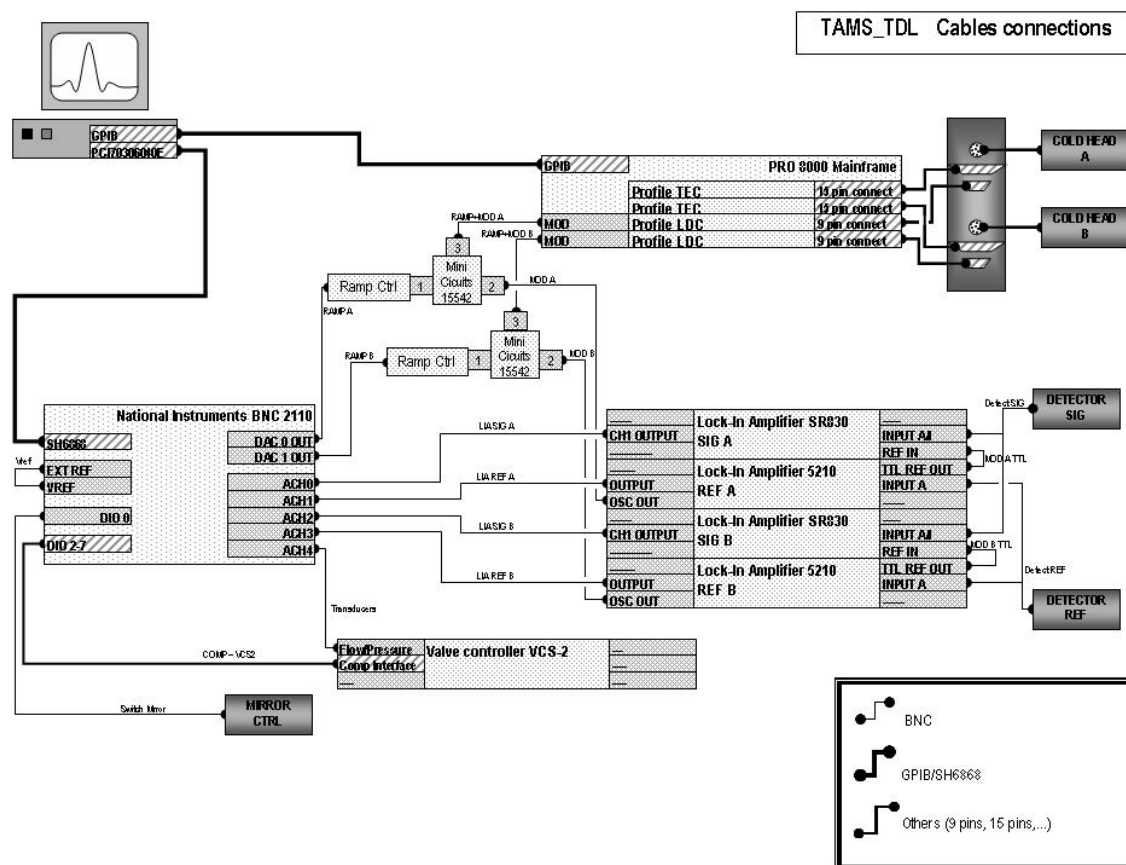 TAMS_TDL Cables connections
GPIB
PCI70306040E
COLD HEAD
A
COLD HEAD
B
GPIB
PRO 8000 Mainframe
Profile TEC
Profile TEC
MOD
Profile LDC
MOD
Profile LDC
15 pin connect
15 pin connect
9 pin connect
9 pin connect
RAMP+MOD A
RAMP+MOD B
3
Mini
Cicuits
15542
Ramp Ctrl
1
2
MOD A
RAMP A
3
Mini
Cicuits
15542
Ramp Ctrl
1
2
MOD B
RAMP B
National Instruments BNC 2110
SH6868
Vref
EXT REF
VREF
DIO 0
DIO 2-7
DAC 0 OUT
DAC 1 OUT
ACH0
ACH1
ACH2
ACH3
ACH4
LIA SIG A
LIA REF A
LIA SIG B
LIA REF B
Transducers
Lock-In Amplifier SR830
SIG A
CH1 OUTPUT
INPUT A/I
REF IN
Lock-In Amplifier 5210
REF A
OUTPUT
OSC OUT
TTL REF OUT
INPUT A
Lock-In Amplifier SR830
SIG B
CH1 OUTPUT
INPUT A/I
REF IN
Lock-In Amplifier 5210
REF B
OUTPUT
OSC OUT
TTL REF OUT
INPUT A
DetectSIG
MOD A TTL
MOD B TTL
DetectREF
DETECTOR
SIG
DETECTOR
REF
Flow/Pressure
Comp Interface
Valve controller VCS-2
COMP-VCS2
Switch Mirror
MIRROR
CTRL
BNC
GPIB/SH6868
Others (9 pins, 15 pins,...)